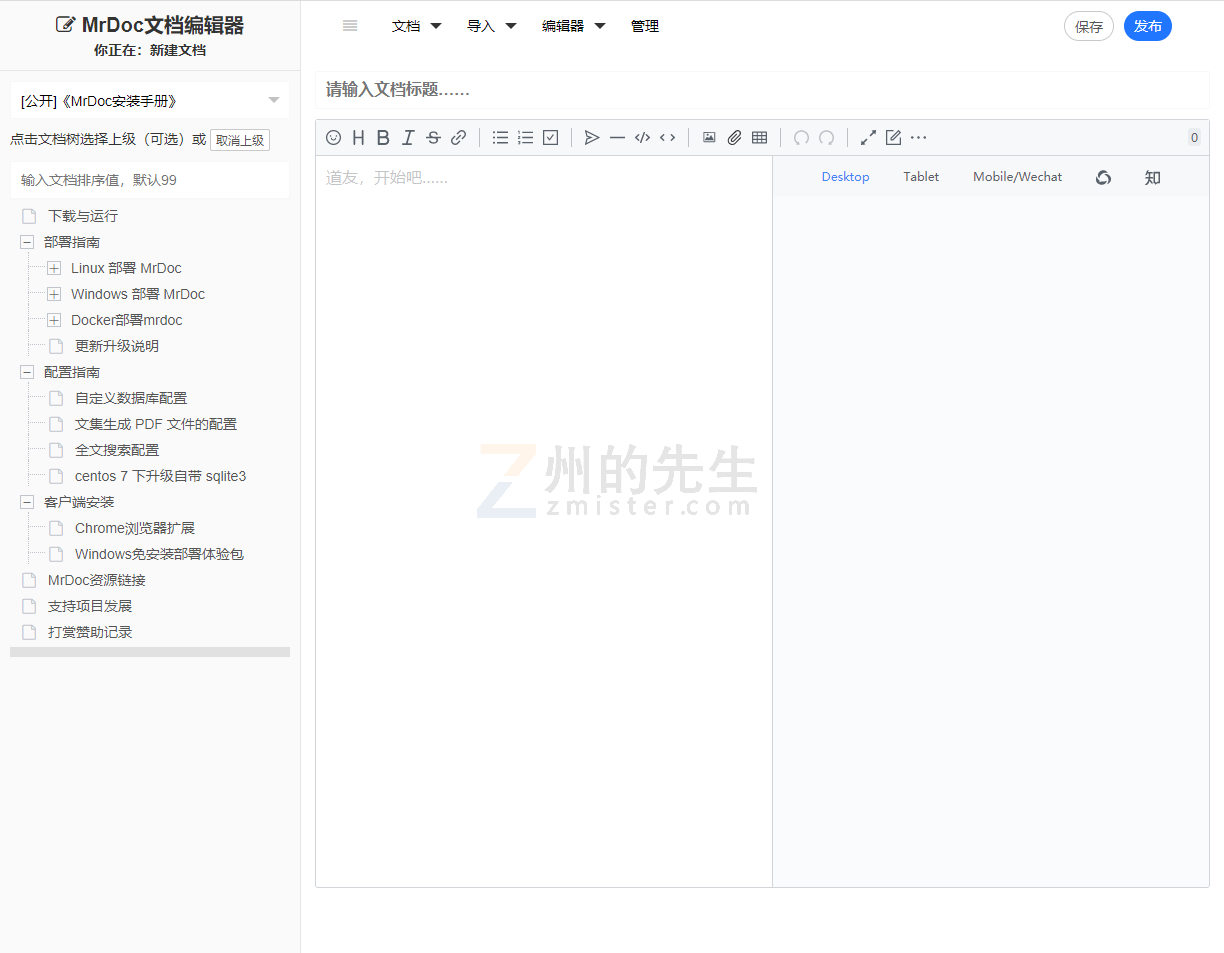 MrDoc文档编辑器
你正在：新建文档
文档 导入 编辑器 管理
保存 发布
[公开]《MrDoc安装手册》
点击文档树选择上级（可选）或 取消上级
输入文档排序值，默认99
下载与运行
部署指南
Linux 部署 MrDoc
Windows 部署 MrDoc
Docker部署mrdoc
更新升级说明
配置指南
自定义数据库配置
文集生成 PDF 文件的配置
全文搜索配置
centos 7 下升级自带 sqlite3
客户端安装
Chrome浏览器扩展
Windows免安装部署体验包
MrDoc资源链接
支持项目发展
打赏赞助记录
请输入文档标题......
0
道友，开始吧......
Desktop Tablet Mobile/Wechat 知
州的先生
zmister.com